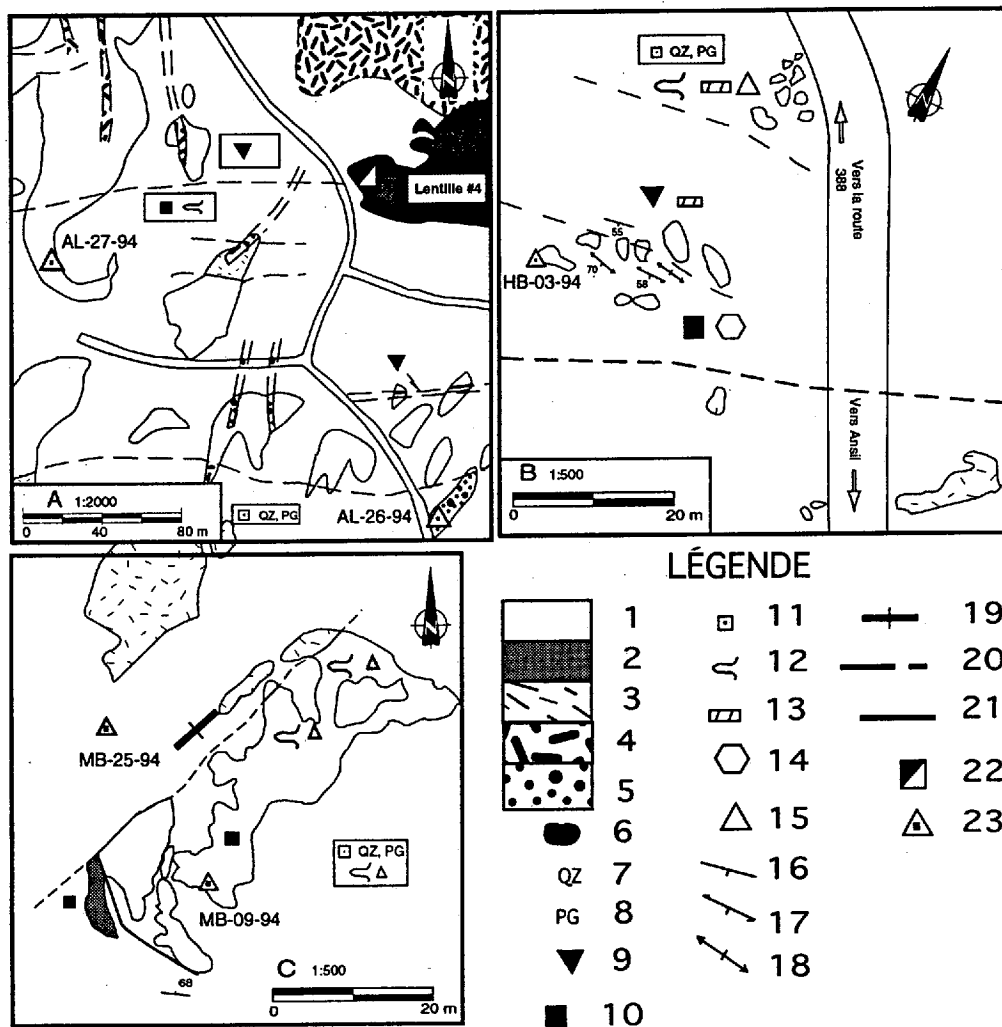 Lentille #4
AL-27-94
A 1:2000
0 40 80 m
QZ, PG
AL-26-94
QZ, PG
Vers la route
388
55
70
58
HB-03-94
Vers Ansil
B 1:500
0 20 m
MB-25-94
QZ, PG
MB-09-94
68
C 1:500
0 20 m
LÉGENDE
1
2
3
4
5
6
QZ 7
PG 8
9
10
11
12
13
14
15
16
17
18
19
20
21
22
23